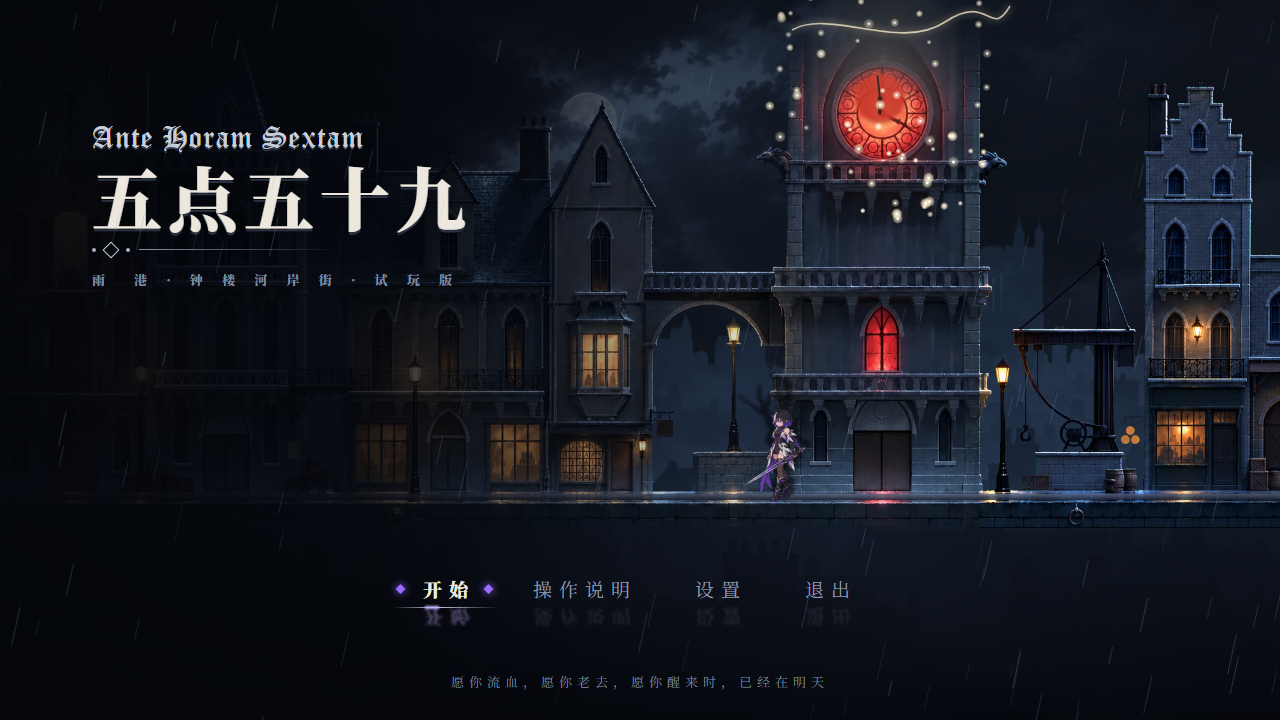 Ante Horam Sextam
五点五十九
雨港·钟楼河岸街·试玩版
开始 操作说明 设置 退出
愿你流血，愿你老去，愿你醒来时，已经在明天